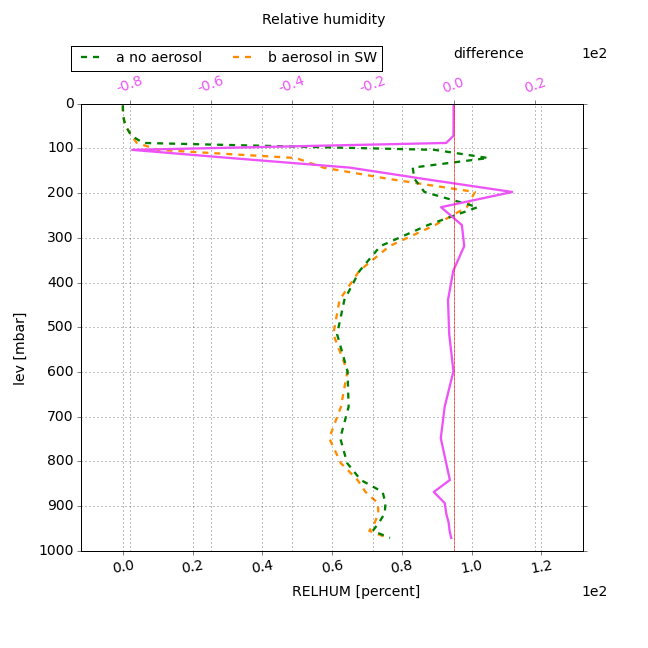 Relative humidity
a no aerosol b aerosol in SW difference 1e2
-0.8 -0.6 -0.4 -0.2 0.0 0.2
0
100
200
300
400
500
600
700
800
900
1000
lev [mbar]
0.0 0.2 0.4 0.6 0.8 1.0 1.2
RELHUM [percent] 1e2